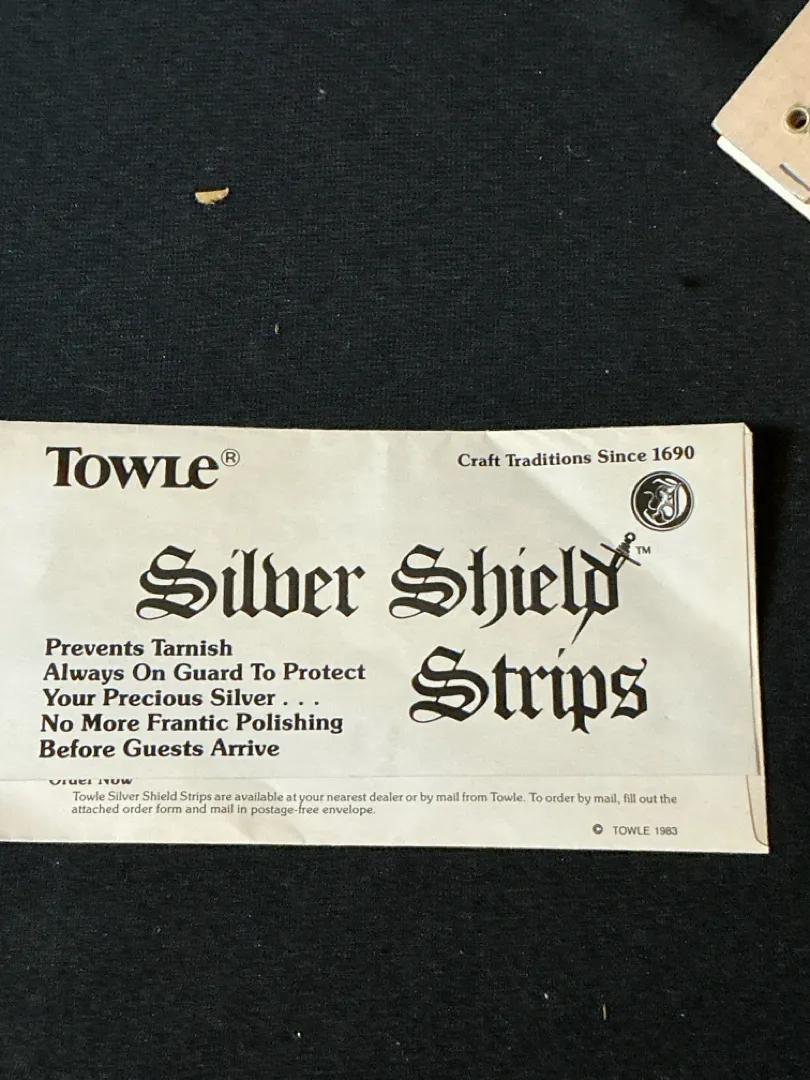 TOWLE®
Craft Traditions Since 1690
Silver Shield™
Strips
Prevents Tarnish
Always On Guard To Protect
Your Precious Silver . . .
No More Frantic Polishing
Before Guests Arrive
Order Now
Towle Silver Shield Strips are available at your nearest dealer or by mail from Towle. To order by mail, fill out the
attached order form and mail in postage-free envelope.
© TOWLE 1983